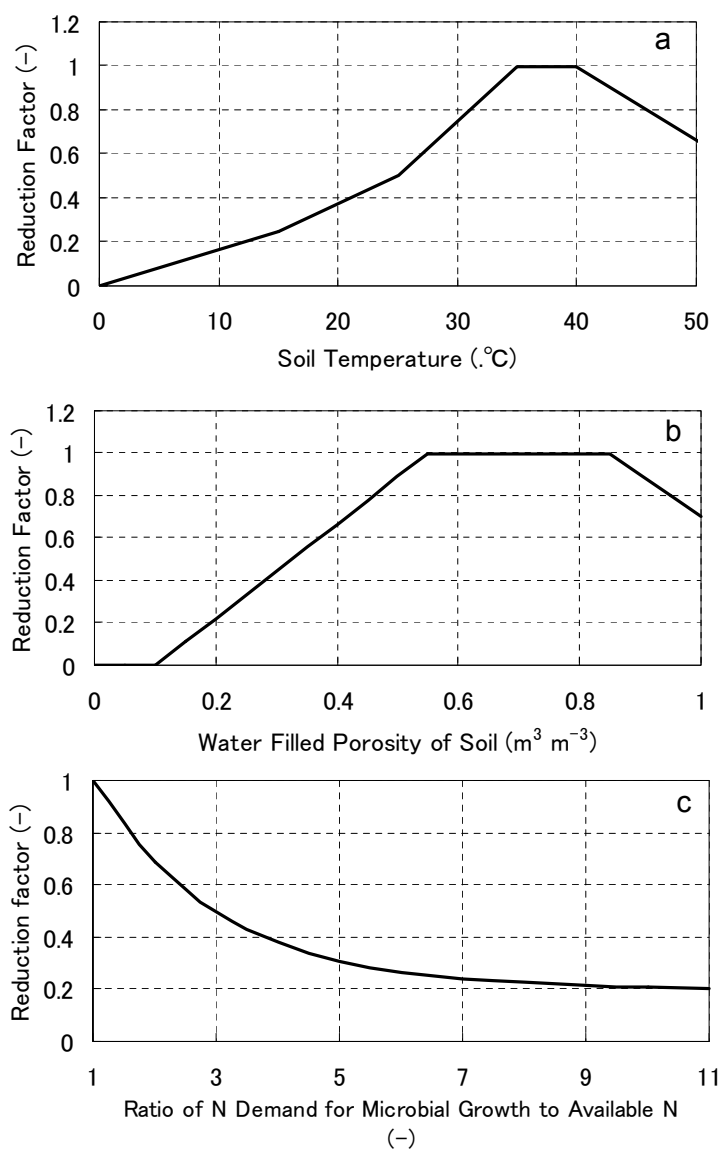 1.2
a
1
0.8
0.6
0.4
0.2
0
Reduction Factor (-)
0 10 20 30 40 50
Soil Temperature (.℃)
1.2
b
1
0.8
0.6
0.4
0.2
0
Reduction Factor (-)
0 0.2 0.4 0.6 0.8 1
Water Filled Porosity of Soil (m³ m⁻³)
1
c
0.8
0.6
0.4
0.2
0
Reduction factor (-)
1 3 5 7 9 11
Ratio of N Demand for Microbial Growth to Available N
(-)